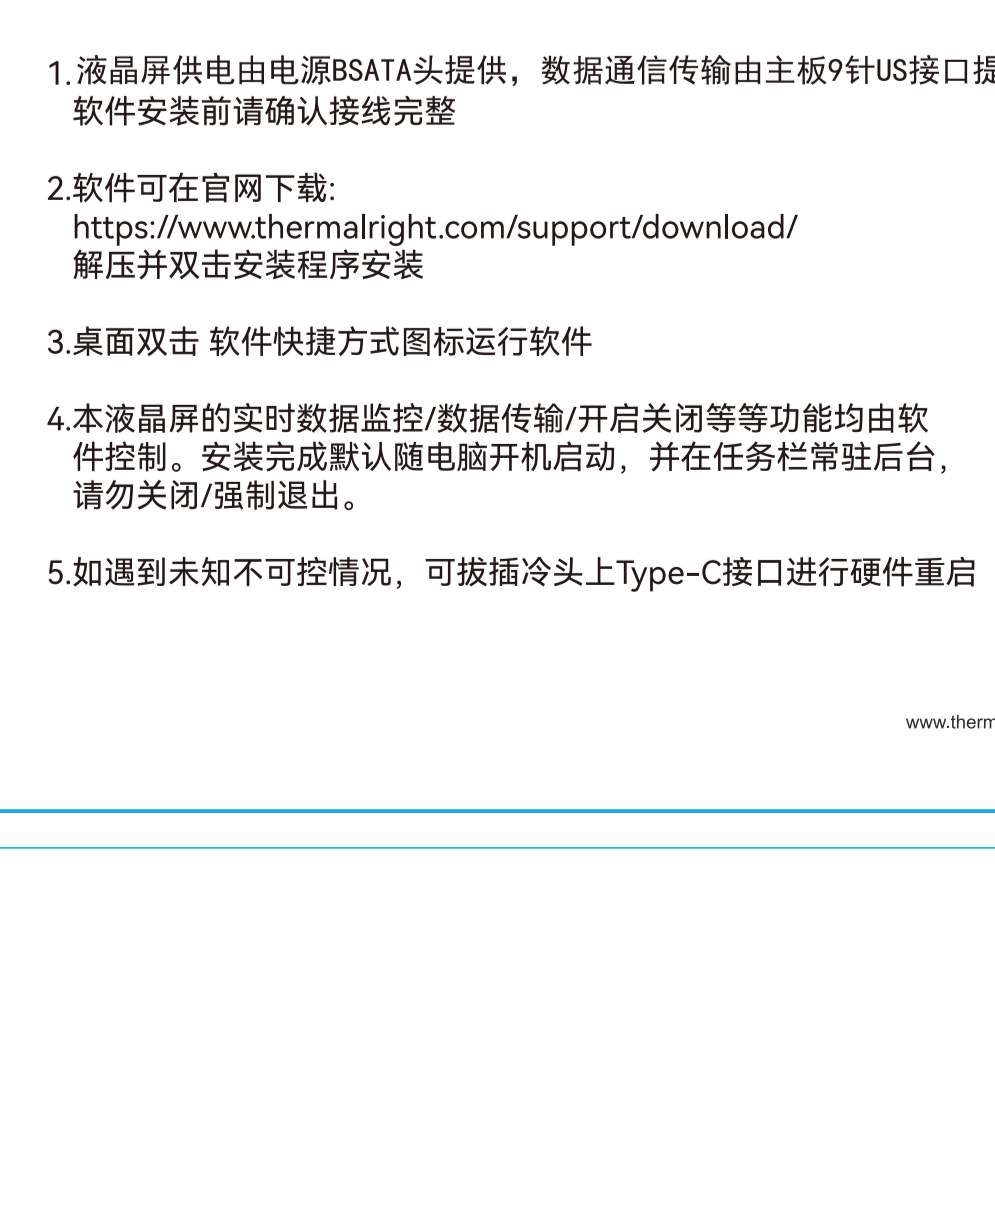 1.液晶屏供电由电源BSATA头提供，数据通信传输由主板9针US接口提
软件安装前请确认接线完整
2.软件可在官网下载:
https://www.thermalright.com/support/download/
解压并双击安装程序安装
3.桌面双击 软件快捷方式图标运行软件
4.本液晶屏的实时数据监控/数据传输/开启关闭等等功能均由软
件控制。安装完成默认随电脑开机启动，并在任务栏常驻后台，
请勿关闭/强制退出。
5.如遇到未知不可控情况，可拔插冷头上Type-C接口进行硬件重启
www.therm